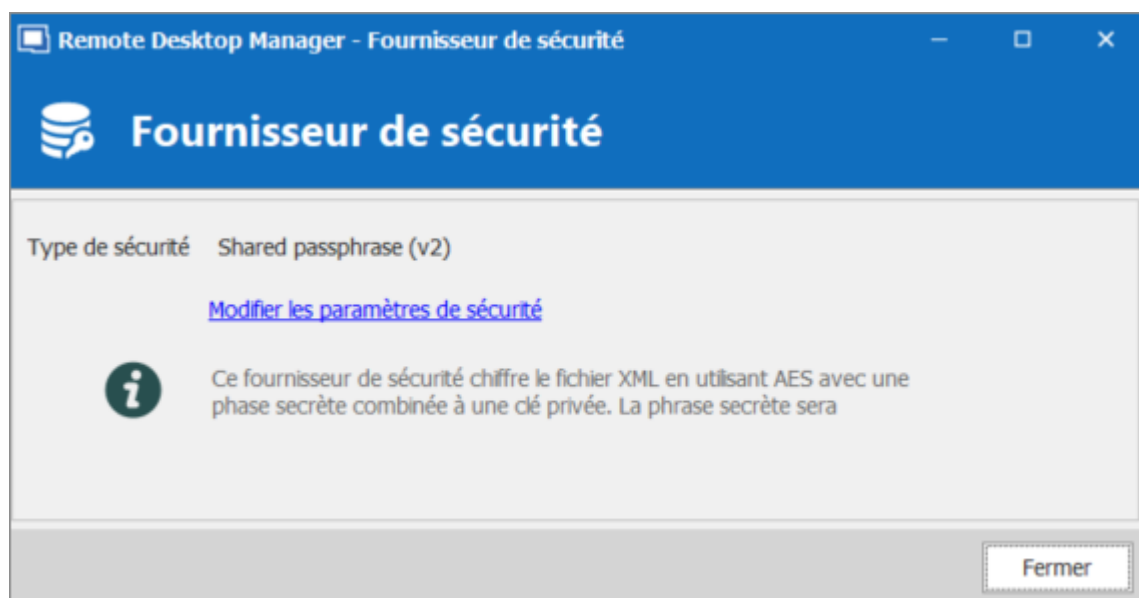 Remote Desktop Manager - Fournisseur de sécurité
Fournisseur de sécurité
Type de sécurité Shared passphrase (v2)
Modifier les paramètres de sécurité
Ce fournisseur de sécurité chiffre le fichier XML en utilisant AES avec une
phase secrète combinée à une clé privée. La phrase secrète sera
Fermer